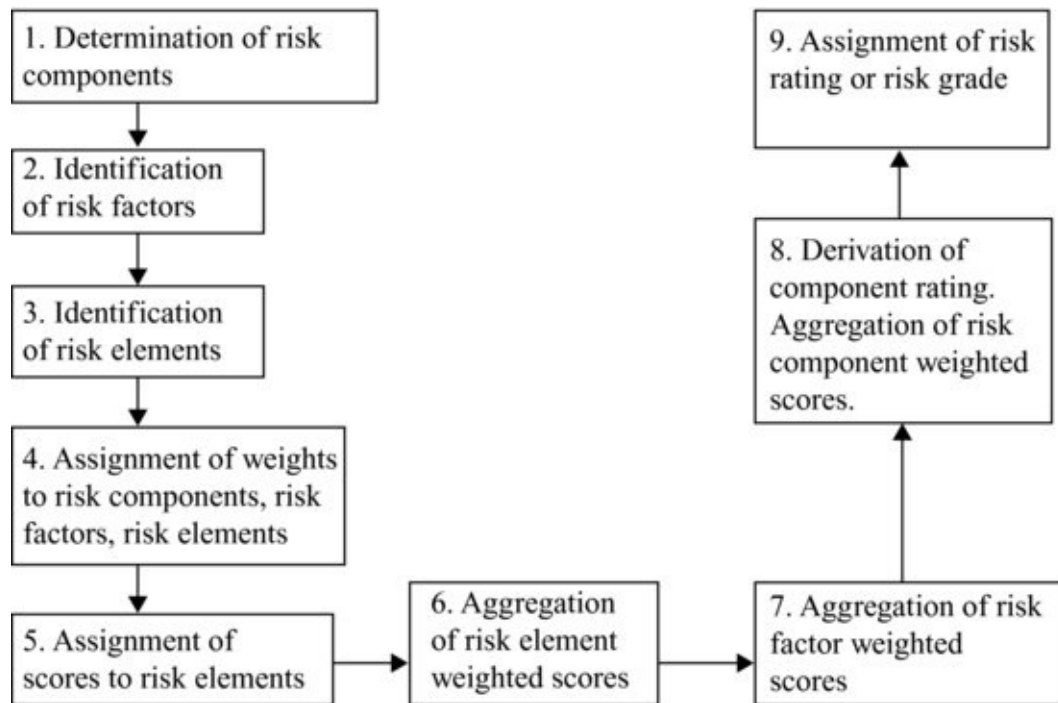 1. Determination of risk
components
2. Identification
of risk factors
3. Identification
of risk elements
4. Assignment of weights
to risk components, risk
factors, risk elements
5. Assignment of
scores to risk elements
6. Aggregation
of risk element
weighted scores
7. Aggregation of risk
factor weighted
scores
8. Derivation of
component rating.
Aggregation of risk
component weighted
scores.
9. Assignment of risk
rating or risk grade